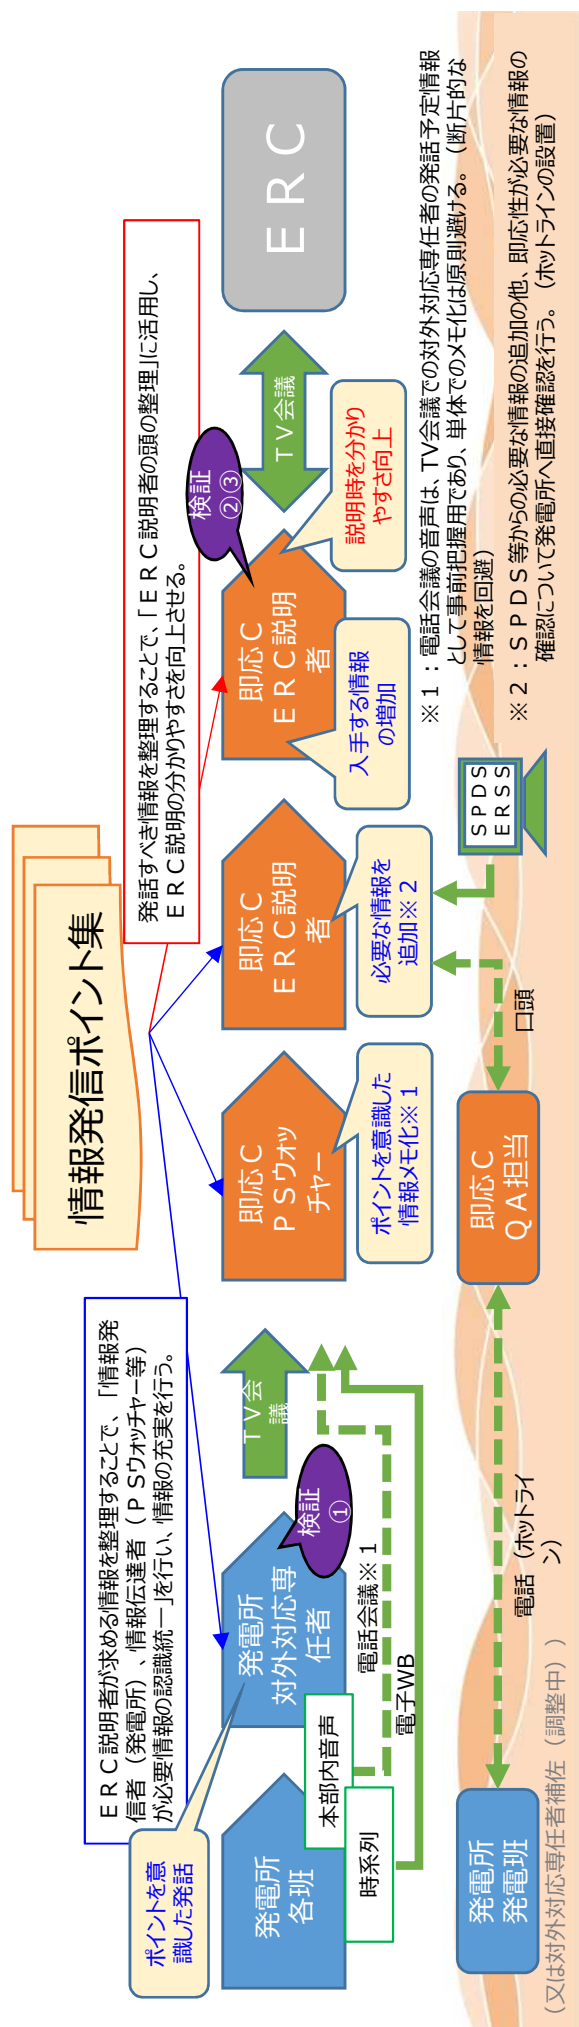 情報発信ポイント集
ERC説明者が求める情報を整理することで、「情報発
信者（発電所）、情報伝達者（PSウォッチャー等）
が必要情報の認識統一」を行い、情報の充実を行う。
発話すべき情報を整理することで、「ERC説明者の頭の整理」に活用し、
ERC説明の分かりやすさを向上させる。
ポイントを意
識した発話
発電所
各班
本部内音声
時系列
発電所
対外対応専
任者
検証
①
TV会
議
電話会議※1
電子WB
即応C
PSウォッ
チャー
ポイントを意識した
情報メモ化※1
即応C
ERC説明
者
必要な情報を
追加※2
即応C
ERC説明
者
入手する情報
の増加
検証
②③
説明時を分かり
やすさ向上
TV会議
ERC
発電所
発電班
（又は対外対応専任者補佐（調整中））
電話（ホットライ
ン）
即応C
QA担当
口頭
SPDS
ERSS
※1：電話会議の音声は、TV会議での対外対応専任者の発話予定情報
として事前把握用であり、単体でのメモ化は原則避ける。（断片的な
情報を回避）
※2：SPDS等からの必要な情報の追加の他、即応性が必要な情報の
確認について発電所へ直接確認を行う。（ホットラインの設置）